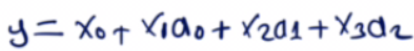 y = x₀ + x₁a₀ + x₂a₁ + x₃a₂